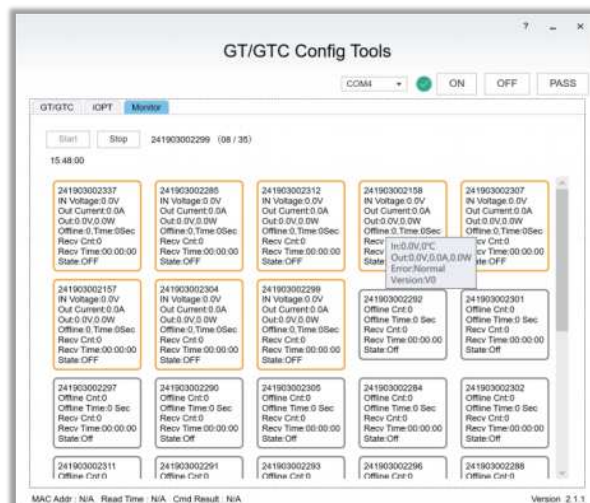 ? – ×
GT/GTC Config Tools
COM4 ON OFF PASS
GT/GTC IOPT Monitor
Start Stop 241903002299 (08 / 35)
15:48:00
241903002337
IN Voltage:0.0V
Out Current:0.0A
Out:0.0V,0.0W
Offline:0,Time:0Sec
Recv Cnt:0
Recv Time:00:00:00
State:OFF
241903002285
IN Voltage:0.0V
Out Current:0.0A
Out:0.0V,0.0W
Offline:0,Time:0Sec
Recv Cnt:0
Recv Time:00:00:00
State:OFF
241903002312
IN Voltage:0.0V
Out Current:0.0A
Out:0.0V,0.0W
Offline:0,Time:0Sec
Recv Cnt:0
Recv Time:00:00:00
State:OFF
241903002158
IN Voltage:0.0V
Out Current:0.0A
Out:0.0V,0.0W
Offline:0,Time:0Sec
241903002307
IN Voltage:0.0V
Out Current:0.0A
Out:0.0V,0.0W
Offline:0,Time:0Sec
In:0.0V,0℃
Out:0.0V,0.0A,0.0W
Error:Normal
Version:V0
241903002157
IN Voltage:0.0V
Out Current:0.0A
Out:0.0V,0.0W
Offline:0,Time:0Sec
Recv Cnt:0
Recv Time:00:00:00
State:OFF
241903002304
IN Voltage:0.0V
Out Current:0.0A
Out:0.0V,0.0W
Offline:0,Time:0Sec
Recv Cnt:0
Recv Time:00:00:00
State:OFF
241903002299
IN Voltage:0.0V
Out Current:0.0A
Out:0.0V,0.0W
Offline:0,Time:0Sec
Recv Cnt:0
Recv Time:00:00:00
State:OFF
241903002292
Offline Cnt:0
Offline Time:0 Sec
Recv Cnt:0
Recv Time:00:00:00
State:Off
241903002301
Offline Cnt:0
Offline Time:0 Sec
Recv Cnt:0
Recv Time:00:00:00
State:Off
241903002297
Offline Cnt:0
Offline Time:0 Sec
Recv Cnt:0
Recv Time:00:00:00
State:Off
241903002290
Offline Cnt:0
Offline Time:0 Sec
Recv Cnt:0
Recv Time:00:00:00
State:Off
241903002305
Offline Cnt:0
Offline Time:0 Sec
Recv Cnt:0
Recv Time:00:00:00
State:Off
241903002284
Offline Cnt:0
Offline Time:0 Sec
Recv Cnt:0
Recv Time:00:00:00
State:Off
241903002302
Offline Cnt:0
Offline Time:0 Sec
Recv Cnt:0
Recv Time:00:00:00
State:Off
241903002311
Offline Cnt:0
241903002291
Offline Cnt:0
241903002293
Offline Cnt:0
241903002296
Offline Cnt:0
241903002288
Offline Cnt:0
MAC Addr : N/A Read Time : N/A Cmd Result : N/A Version 2.1.1